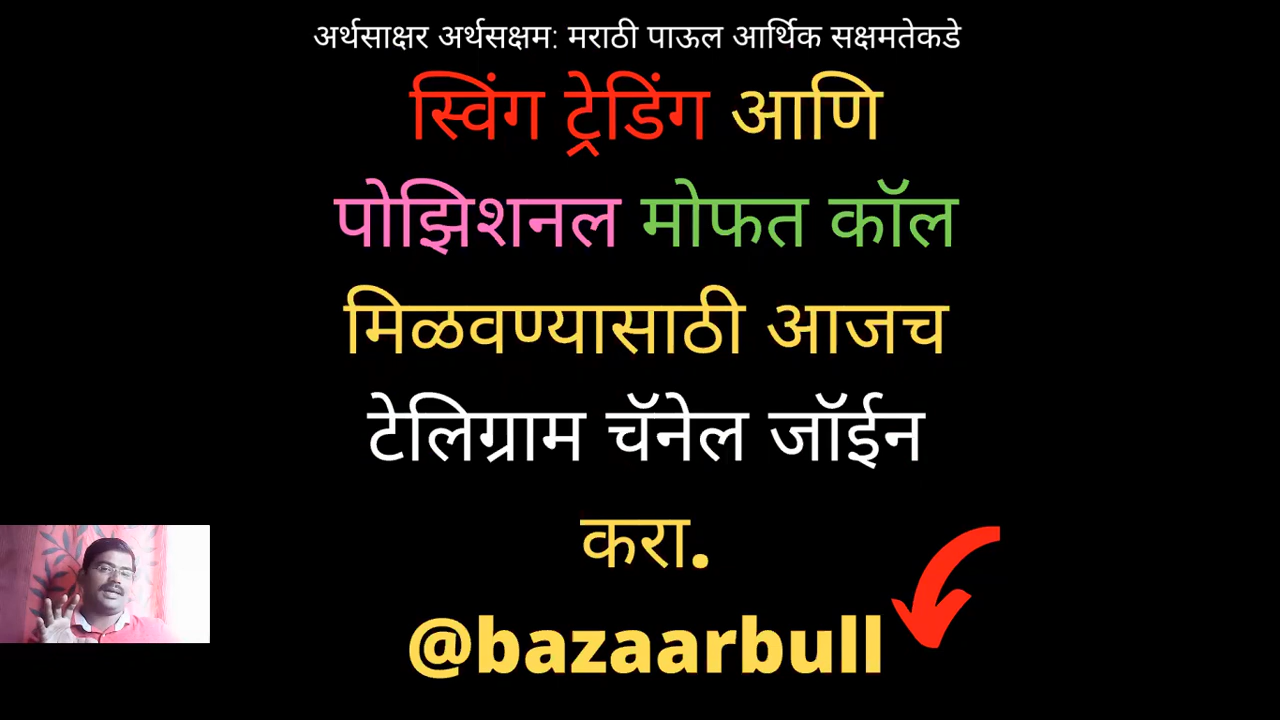 अर्थसाक्षर अर्थसक्षम: मराठी पाऊल आर्थिक सक्षमतेकडे
स्विंग ट्रेडिंग आणि
पोझिशनल मोफत कॉल
मिळवण्यासाठी आजच
टेलिग्राम चॅनेल जॉईन
करा.
@bazaarbull